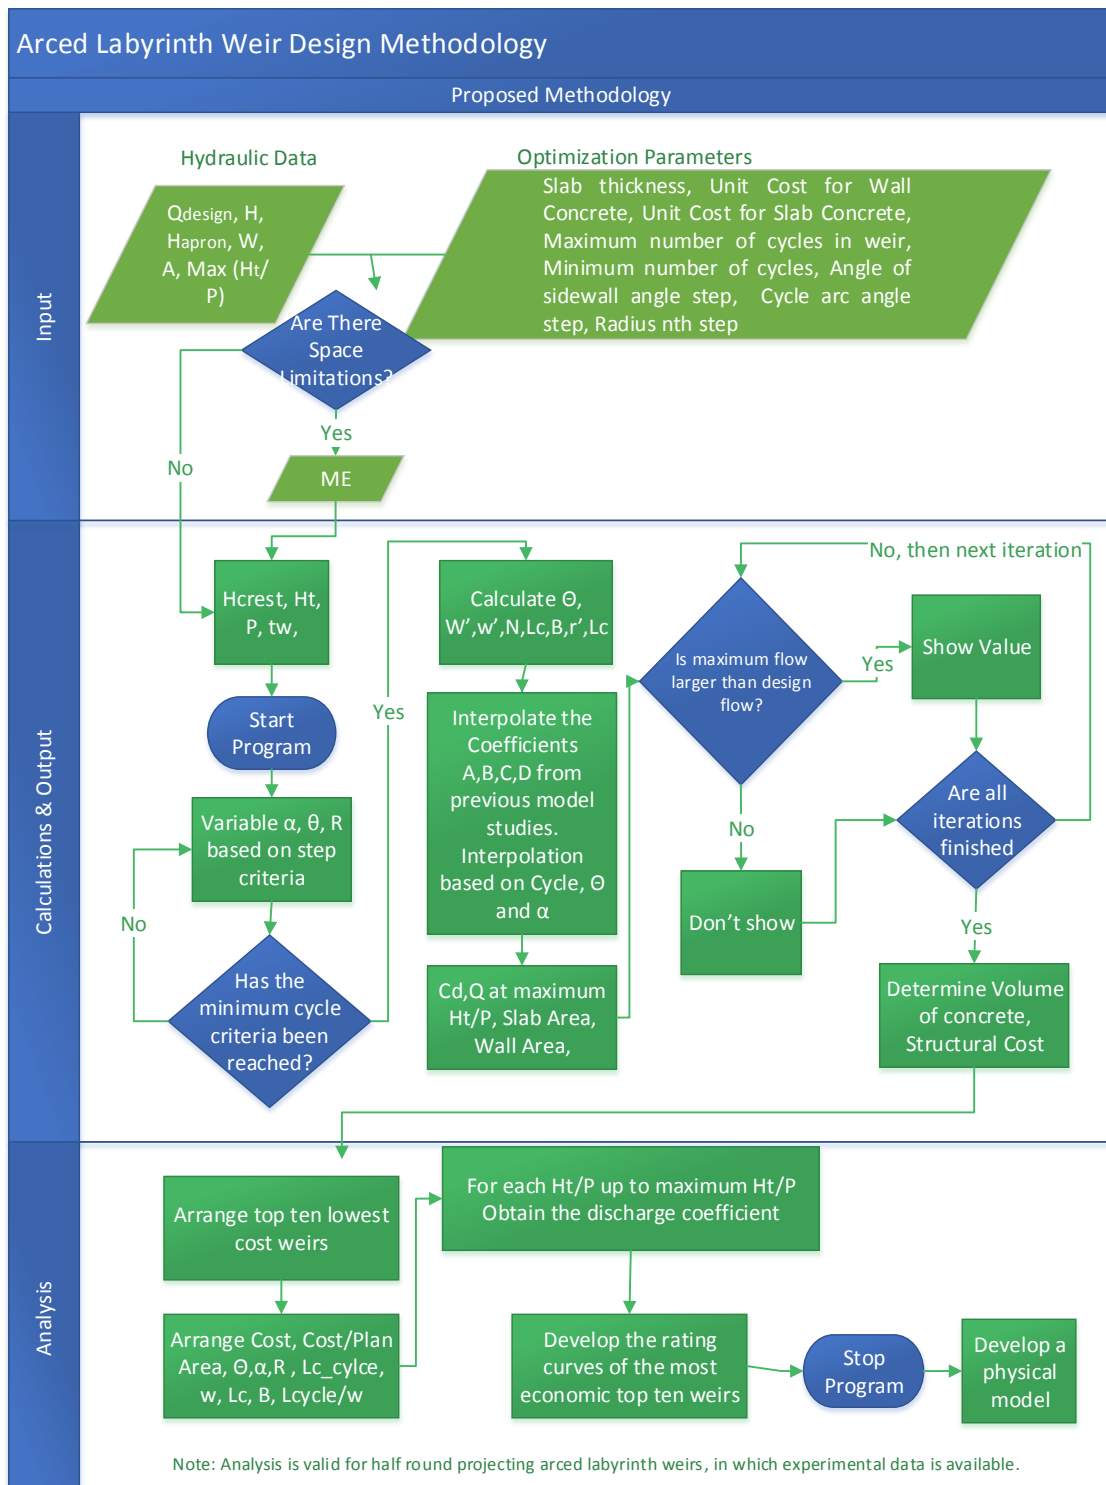 Arced Labyrinth Weir Design Methodology
Proposed Methodology
Input
Hydraulic Data
Qdesign, H,
Hapron, W,
A, Max (Ht/
P)
Optimization Parameters
Slab thickness, Unit Cost for Wall
Concrete, Unit Cost for Slab Concrete,
Maximum number of cycles in weir,
Minimum number of cycles, Angle of
sidewall angle step, Cycle arc angle
step, Radius nth step
Are There
Space
Limitations?
Yes
No
ME
Calculations & Output
Hcrest, Ht,
P, tw,
Start
Program
Variable α, θ, R
based on step
criteria
No
Has the
minimum cycle
criteria been
reached?
Yes
Calculate Θ,
W’,w’,N,Lc,B,r’,Lc
Interpolate the
Coefficients
A,B,C,D from
previous model
studies.
Interpolation
based on Cycle, Θ
and α
Cd,Q at maximum
Ht/P, Slab Area,
Wall Area,
No, then next iteration
Is maximum flow
larger than design
flow?
Yes
Show Value
No
Don’t show
Are all
iterations
finished
Yes
Determine Volume
of concrete,
Structural Cost
Analysis
Arrange top ten lowest
cost weirs
Arrange Cost, Cost/Plan
Area, Θ,α,R , Lc_cylce,
w, Lc, B, Lcycle/w
For each Ht/P up to maximum Ht/P
Obtain the discharge coefficient
Develop the rating
curves of the most
economic top ten weirs
Stop
Program
Develop a
physical
model
Note: Analysis is valid for half round projecting arced labyrinth weirs, in which experimental data is available.